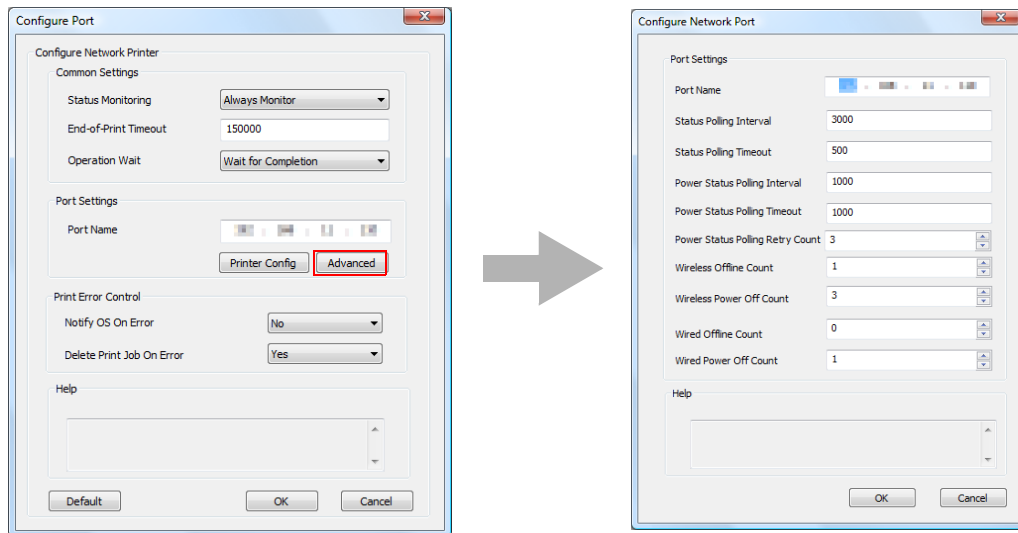 Configure Port
Configure Network Printer
Common Settings
Status Monitoring Always Monitor
End-of-Print Timeout 150000
Operation Wait Wait for Completion
Port Settings
Port Name
Printer Config Advanced
Print Error Control
Notify OS On Error No
Delete Print Job On Error Yes
Help
Default OK Cancel
Configure Network Port
Port Settings
Port Name
Status Polling Interval 3000
Status Polling Timeout 500
Power Status Polling Interval 1000
Power Status Polling Timeout 1000
Power Status Polling Retry Count 3
Wireless Offline Count 1
Wireless Power Off Count 3
Wired Offline Count 0
Wired Power Off Count 1
Help
OK Cancel